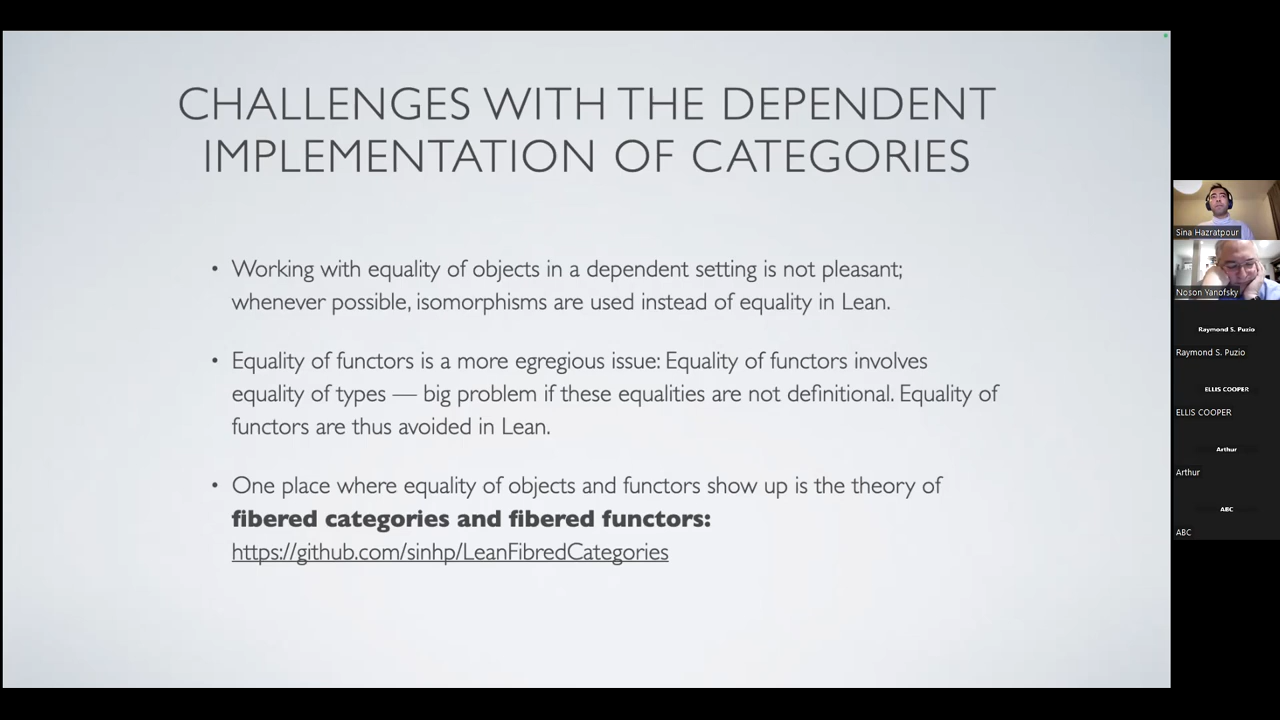 CHALLENGES WITH THE DEPENDENT
IMPLEMENTATION OF CATEGORIES
• Working with equality of objects in a dependent setting is not pleasant;
whenever possible, isomorphisms are used instead of equality in Lean.
• Equality of functors is a more egregious issue: Equality of functors involves
equality of types — big problem if these equalities are not definitional. Equality of
functors are thus avoided in Lean.
• One place where equality of objects and functors show up is the theory of
fibered categories and fibered functors:
https://github.com/sinhp/LeanFibredCategories
Sina Hazratpour
Noson Yanofsky
Raymond S. Puzio
Raymond S. Puzio
ELLIS COOPER
ELLIS COOPER
Arthur
Arthur
ABC
ABC